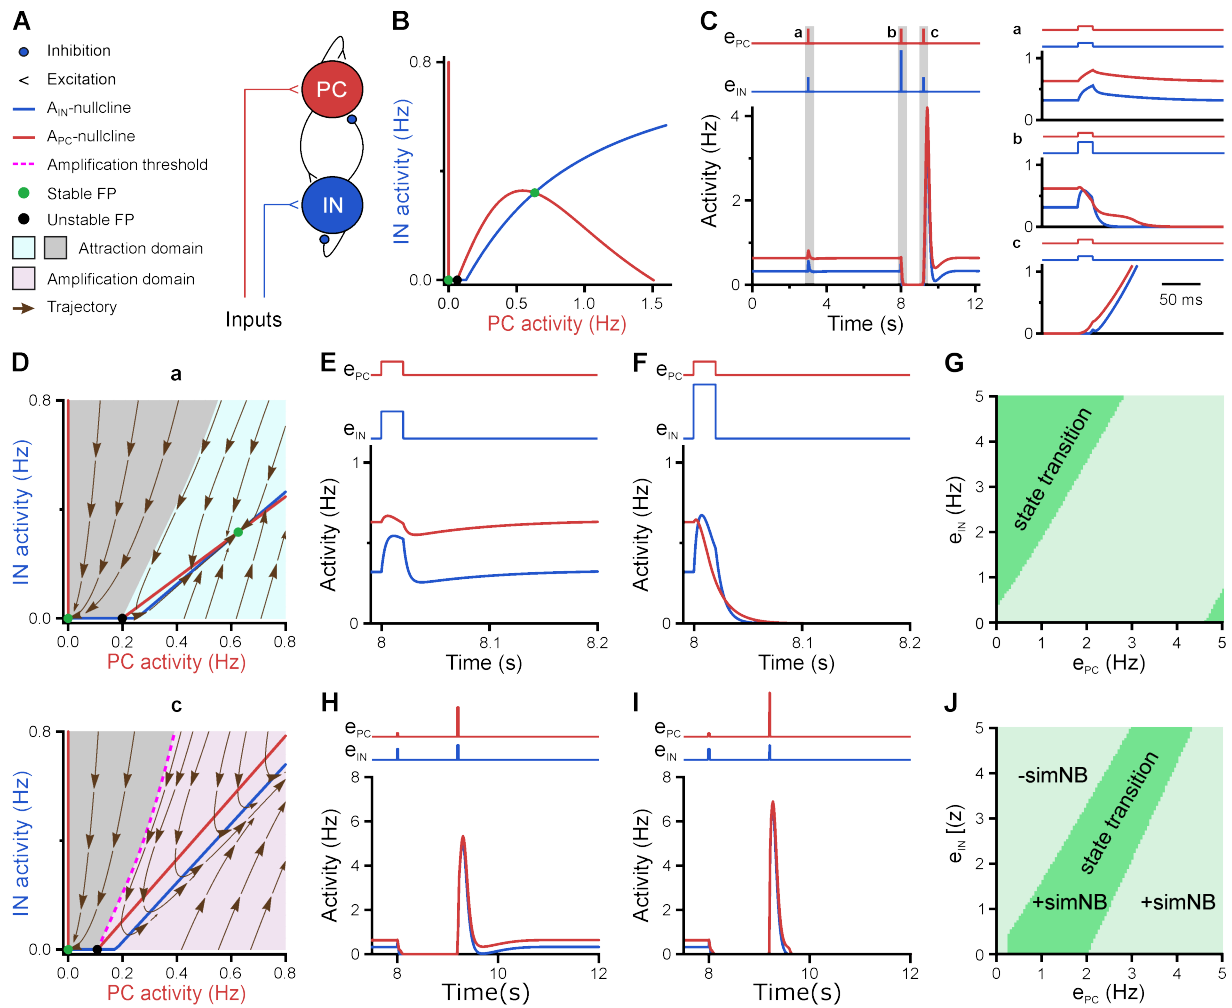 A
Inhibition
Excitation
A_IN-nullcline
A_PC-nullcline
Amplification threshold
Stable FP
Unstable FP
Attraction domain
Amplification domain
Trajectory
PC
IN
Inputs
B
IN activity (Hz)
0.8
0.0
0.0 0.5 1.0 1.5
PC activity (Hz)
C
e_PC
e_IN
a b c
Activity (Hz)
4
2
0
0 4 8 12
Time (s)
a
1
0
b
1
0
c
1
0
50 ms
D
a
IN activity (Hz)
0.8
0.0
0.0 0.2 0.4 0.6 0.8
PC activity (Hz)
E
e_PC
e_IN
Activity (Hz)
1
0
8 8.1 8.2
Time (s)
F
e_PC
e_IN
Activity (Hz)
1
0
8 8.1 8.2
Time (s)
G
e_IN (Hz)
5
4
3
2
1
0
state transition
0 1 2 3 4 5
e_PC (Hz)
c
IN activity (Hz)
0.8
0.0
0.0 0.2 0.4 0.6 0.8
PC activity (Hz)
H
e_PC
e_IN
Activity (Hz)
8
6
4
2
0
8 10 12
Time(s)
I
e_PC
e_IN
Activity (Hz)
8
6
4
2
0
8 10 12
Time(s)
J
e_IN [(z)
5
4
3
2
1
0
-simNB
state transition
+simNB
+simNB
0 1 2 3 4 5
e_PC (Hz)